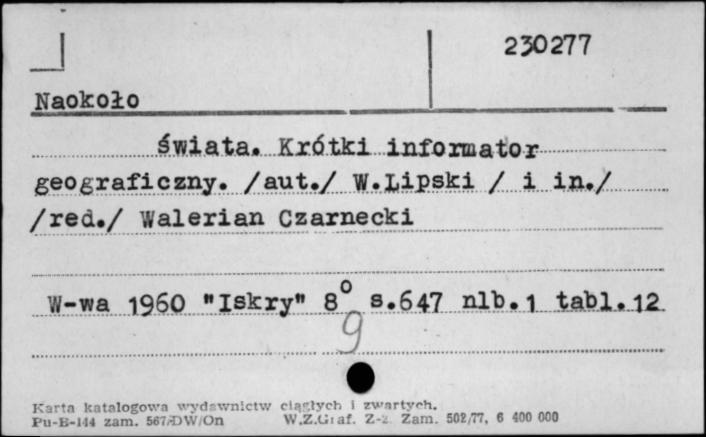 230277
Naokoło
świata. Krótki informator
geograficzny. /aut./ W.Lipski / i in./
/red./ Walerian Czarnecki
W-wa 1960 "Iskry" 8° s.647 nlb.1 tabl.12
9
Karta katalogowa wydawnictw ciągłych i zwartych.
Pu-B-144 zam. 567/DW/On W.Z.Graf. Z-2 Zam. 502/77, 6 400 000